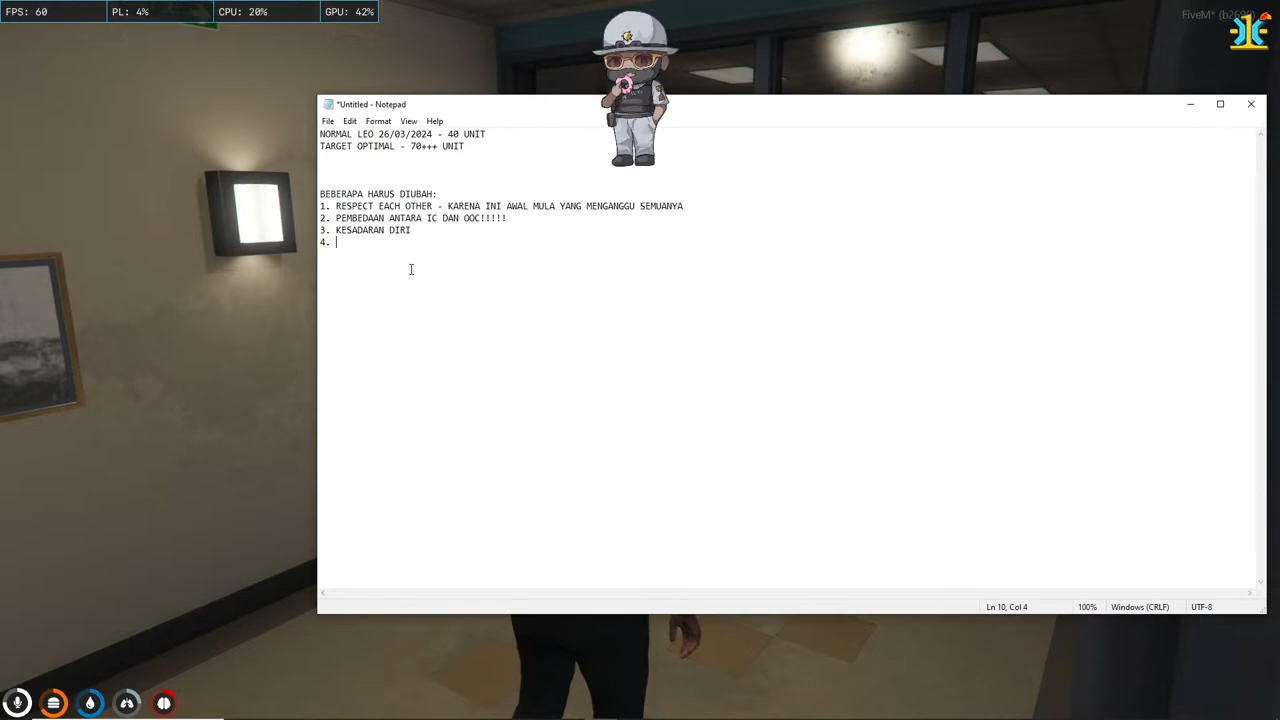 FPS: 60 PL: 4% CPU: 20% GPU: 42%
*Untitled - Notepad
File Edit Format View Help
NORMAL LEO 26/03/2024 - 40 UNIT
TARGET OPTIMAL - 70+++ UNIT
BEBERAPA HARUS DIUBAH:
1. RESPECT EACH OTHER - KARENA INI AWAL MULA YANG MENGANGGU SEMUANYA
2. PEMBEDAAN ANTARA IC DAN OOC!!!!!
3. KESADARAN DIRI
4.
Ln 10, Col 4 100% Windows (CRLF) UTF-8
FiveM*